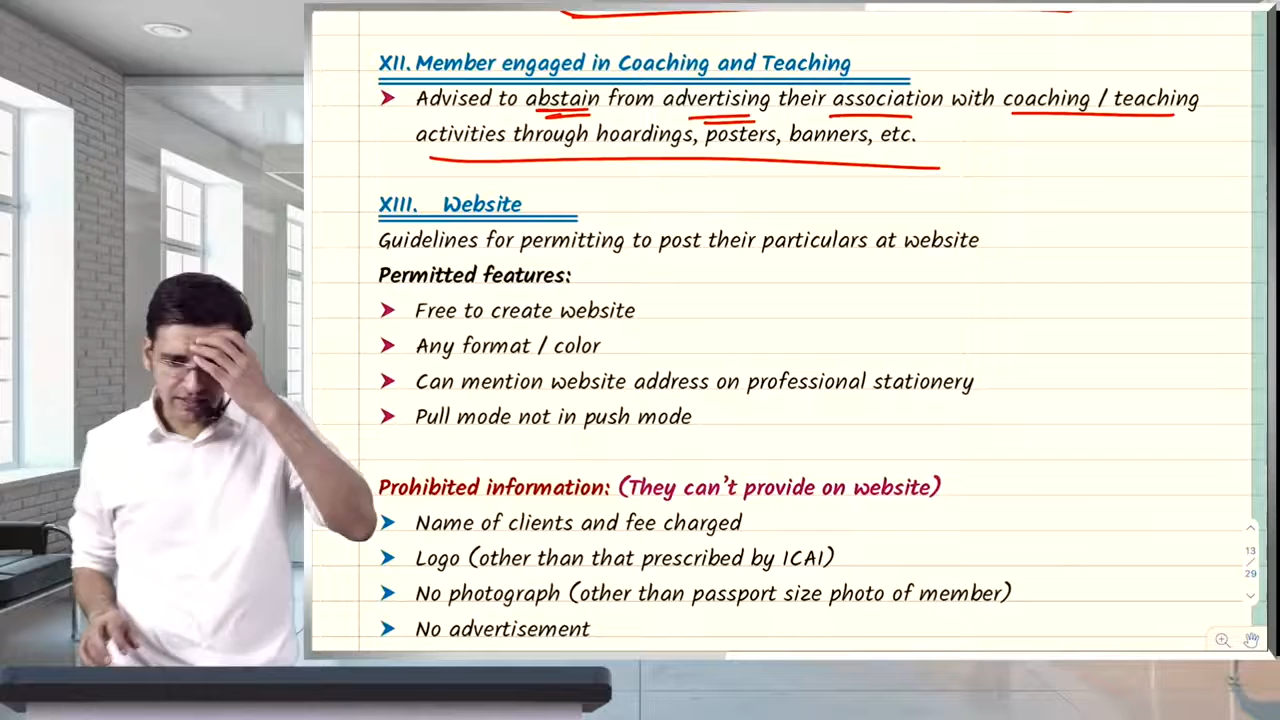 XII. Member engaged in Coaching and Teaching
➤ Advised to abstain from advertising their association with coaching / teaching
activities through hoardings, posters, banners, etc.
XIII. Website
Guidelines for permitting to post their particulars at website
Permitted features:
➤ Free to create website
➤ Any format / color
➤ Can mention website address on professional stationery
➤ Pull mode not in push mode
Prohibited information: (They can't provide on website)
➤ Name of clients and fee charged
➤ Logo (other than that prescribed by ICAI)
➤ No photograph (other than passport size photo of member)
➤ No advertisement
13
/
29